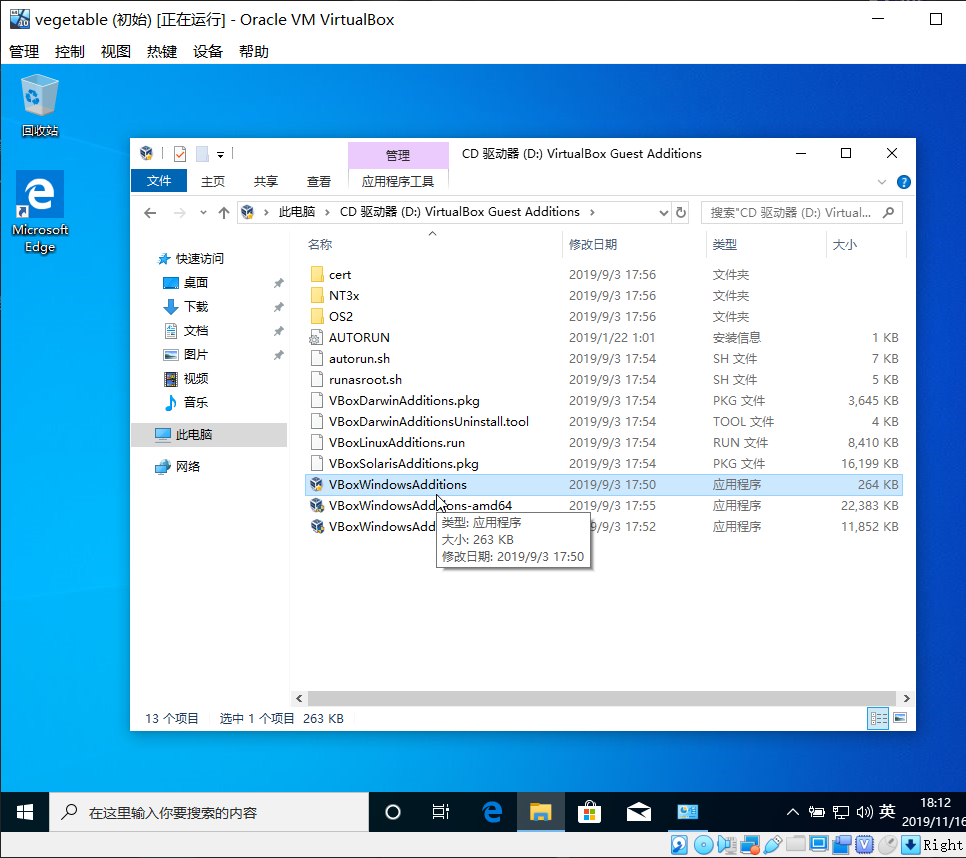 vegetable (初始) [正在运行] - Oracle VM VirtualBox
管理 控制 视图 热键 设备 帮助
回收站
Microsoft
Edge
管理 CD 驱动器 (D:) VirtualBox Guest Additions
文件 主页 共享 查看 应用程序工具
此电脑 CD 驱动器 (D:) VirtualBox Guest Additions 搜索"CD 驱动器 (D:) Virtual...
快速访问
桌面
下载
文档
图片
视频
音乐
此电脑
网络
名称 修改日期 类型 大小
cert 2019/9/3 17:56 文件夹
NT3x 2019/9/3 17:56 文件夹
OS2 2019/9/3 17:56 文件夹
AUTORUN 2019/1/22 1:01 安装信息 1 KB
autorun.sh 2019/9/3 17:54 SH 文件 7 KB
runasroot.sh 2019/9/3 17:54 SH 文件 5 KB
VBoxDarwinAdditions.pkg 2019/9/3 17:54 PKG 文件 3,645 KB
VBoxDarwinAdditionsUninstall.tool 2019/9/3 17:54 TOOL 文件 4 KB
VBoxLinuxAdditions.run 2019/9/3 17:54 RUN 文件 8,410 KB
VBoxSolarisAdditions.pkg 2019/9/3 17:54 PKG 文件 16,199 KB
VBoxWindowsAdditions 2019/9/3 17:50 应用程序 264 KB
VBoxWindowsAdditions-amd64 2019/9/3 17:55 应用程序 22,383 KB
VBoxWindowsAdd 9/3 17:52 应用程序 11,852 KB
类型: 应用程序
大小: 263 KB
修改日期: 2019/9/3 17:50
13 个项目 选中 1 个项目 263 KB
在这里输入你要搜索的内容
英
18:12
2019/11/16
Right